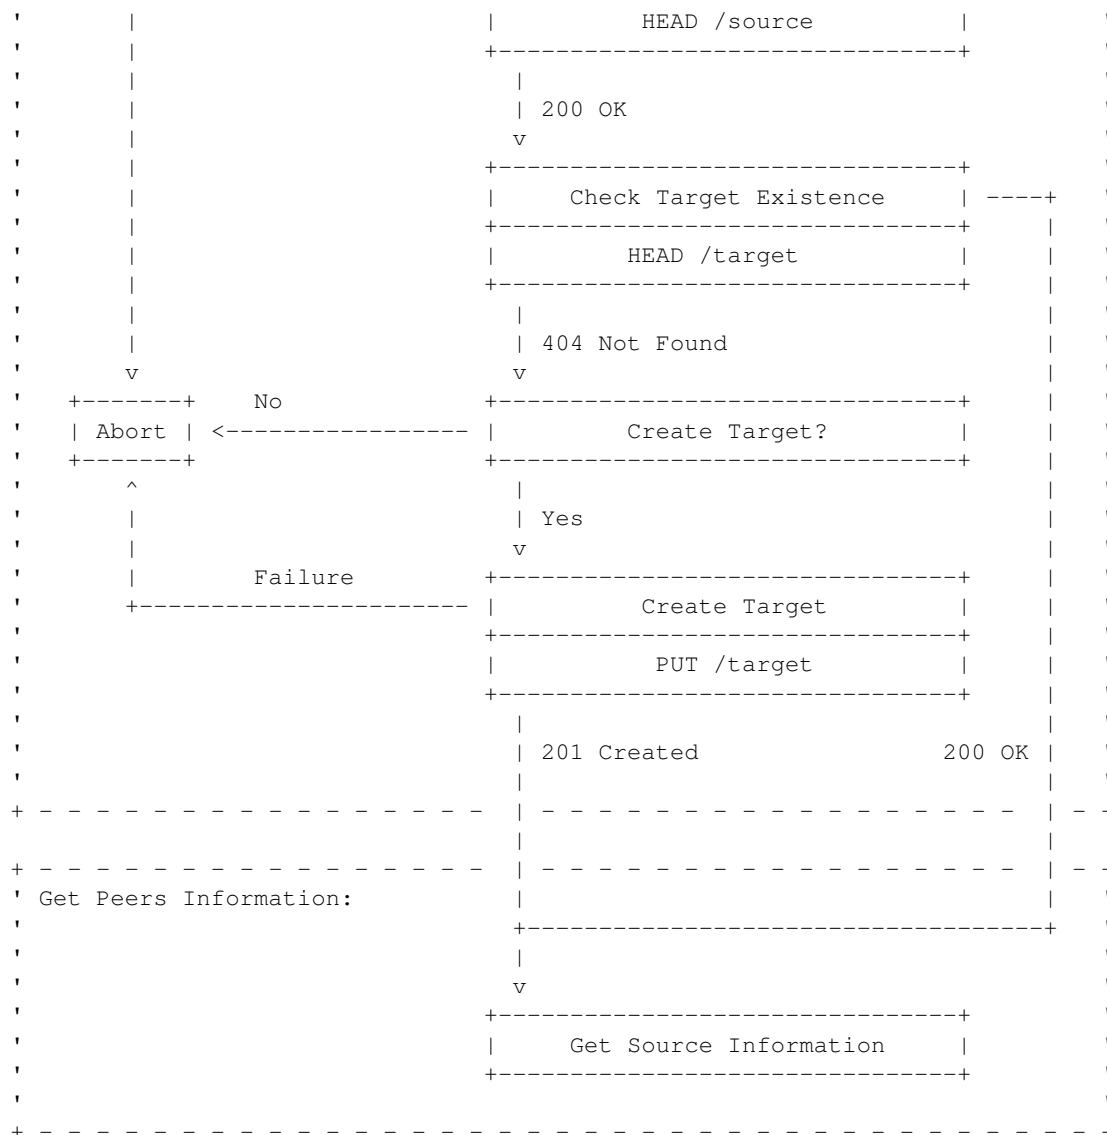 HEAD /source
200 OK
Check Target Existence
HEAD /target
404 Not Found
No
Abort
Create Target?
Yes
Failure
Create Target
PUT /target
201 Created 200 OK
Get Peers Information:
Get Source Information